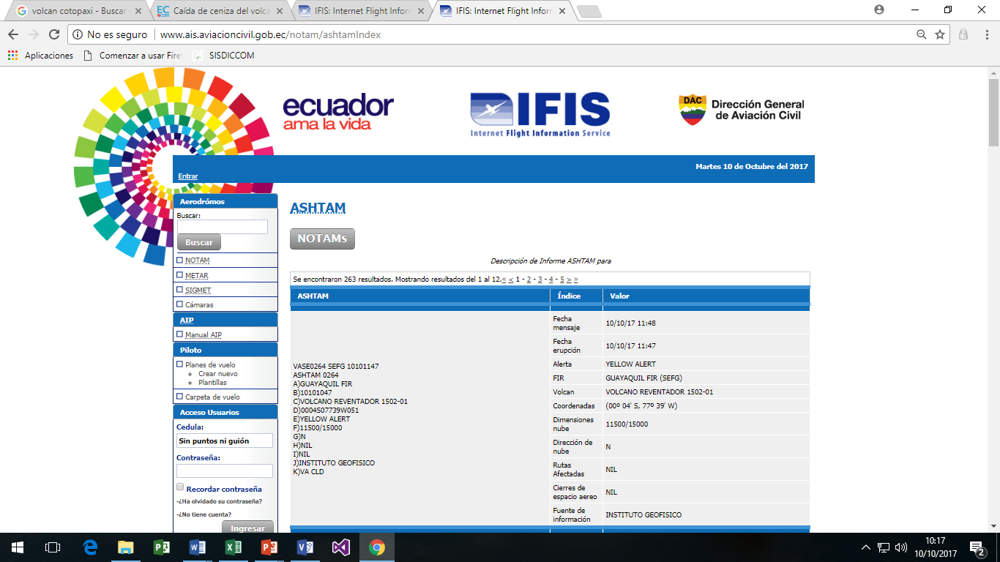 volcan cotopaxi - Buscar
Caída de ceniza del volcá
IFIS: Internet Flight Inform
IFIS: Internet Flight Inform
No es seguro
www.ais.aviacioncivil.gob.ec/notam/ashtamIndex
Aplicaciones
Comenzar a usar Firef
SISDICCOM
ecuador
ama la vida
IFIS
Internet Flight Information Service
DAC
Dirección General
de Aviación Civil
Martes 10 de Octubre del 2017
Entrar
Aerodrómos
Buscar:
Buscar
NOTAM
METAR
SIGMET
Cámaras
AIP
Manual AIP
Piloto
Planes de vuelo
Crear nuevo
Plantillas
Carpeta de vuelo
Acceso Usuarios
Cedula:
Sin puntos ni guión
Contraseña:
Recordar contraseña
-¿Ha olvidado su contraseña?
-¿No tiene cuenta?
Ingresar
ASHTAM
NOTAMs
Descripción de Informe ASHTAM para
Se encontraron 263 resultados. Mostrando resultados del 1 al 12.« < 1 - 2 - 3 - 4 - 5 > »
ASHTAM Índice Valor
VASE0264 SEFG 10101147
ASHTAM 0264
A)GUAYAQUIL FIR
B)10101047
C)VOLCANO REVENTADOR 1502-01
D)0004S07739W051
E)YELLOW ALERT
F)11500/15000
G)N
H)NIL
I)NIL
J)INSTITUTO GEOFISICO
K)VA CLD
Fecha
mensaje
10/10/17 11:48
Fecha
erupción
10/10/17 11:47
Alerta
YELLOW ALERT
FIR
GUAYAQUIL FIR (SEFG)
Volcan
VOLCANO REVENTADOR 1502-01
Coordenadas
(00º 04' S, 77º 39' W)
Dimensiones
nube
11500/15000
Dirección de
nube
N
Rutas
Afectadas
NIL
Cierres de
espacio aereo
NIL
Fuente de
información
INSTITUTO GEOFISICO
10:17
10/10/2017
2